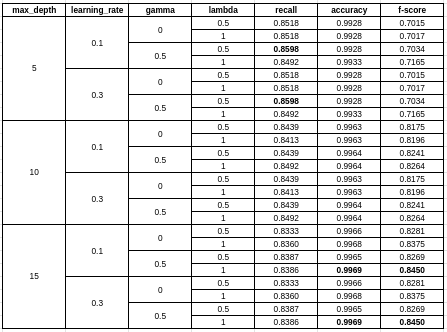 max_depth learning_rate gamma lambda recall accuracy f-score
5 0.1 0 0.5 0.8518 0.9928 0.7015
1 0.8518 0.9928 0.7017
0.5 0.5 0.8598 0.9928 0.7034
1 0.8492 0.9933 0.7165
0.3 0 0.5 0.8518 0.9928 0.7015
1 0.8518 0.9928 0.7017
0.5 0.5 0.8598 0.9928 0.7034
1 0.8492 0.9933 0.7165
10 0.1 0 0.5 0.8439 0.9963 0.8175
1 0.8413 0.9963 0.8196
0.5 0.5 0.8439 0.9964 0.8241
1 0.8492 0.9964 0.8264
0.3 0 0.5 0.8439 0.9963 0.8175
1 0.8413 0.9963 0.8196
0.5 0.5 0.8439 0.9964 0.8241
1 0.8492 0.9964 0.8264
15 0.1 0 0.5 0.8333 0.9966 0.8281
1 0.8360 0.9968 0.8375
0.5 0.5 0.8387 0.9965 0.8269
1 0.8386 0.9969 0.8450
0.3 0 0.5 0.8333 0.9966 0.8281
1 0.8360 0.9968 0.8375
0.5 0.5 0.8387 0.9965 0.8269
1 0.8386 0.9969 0.8450